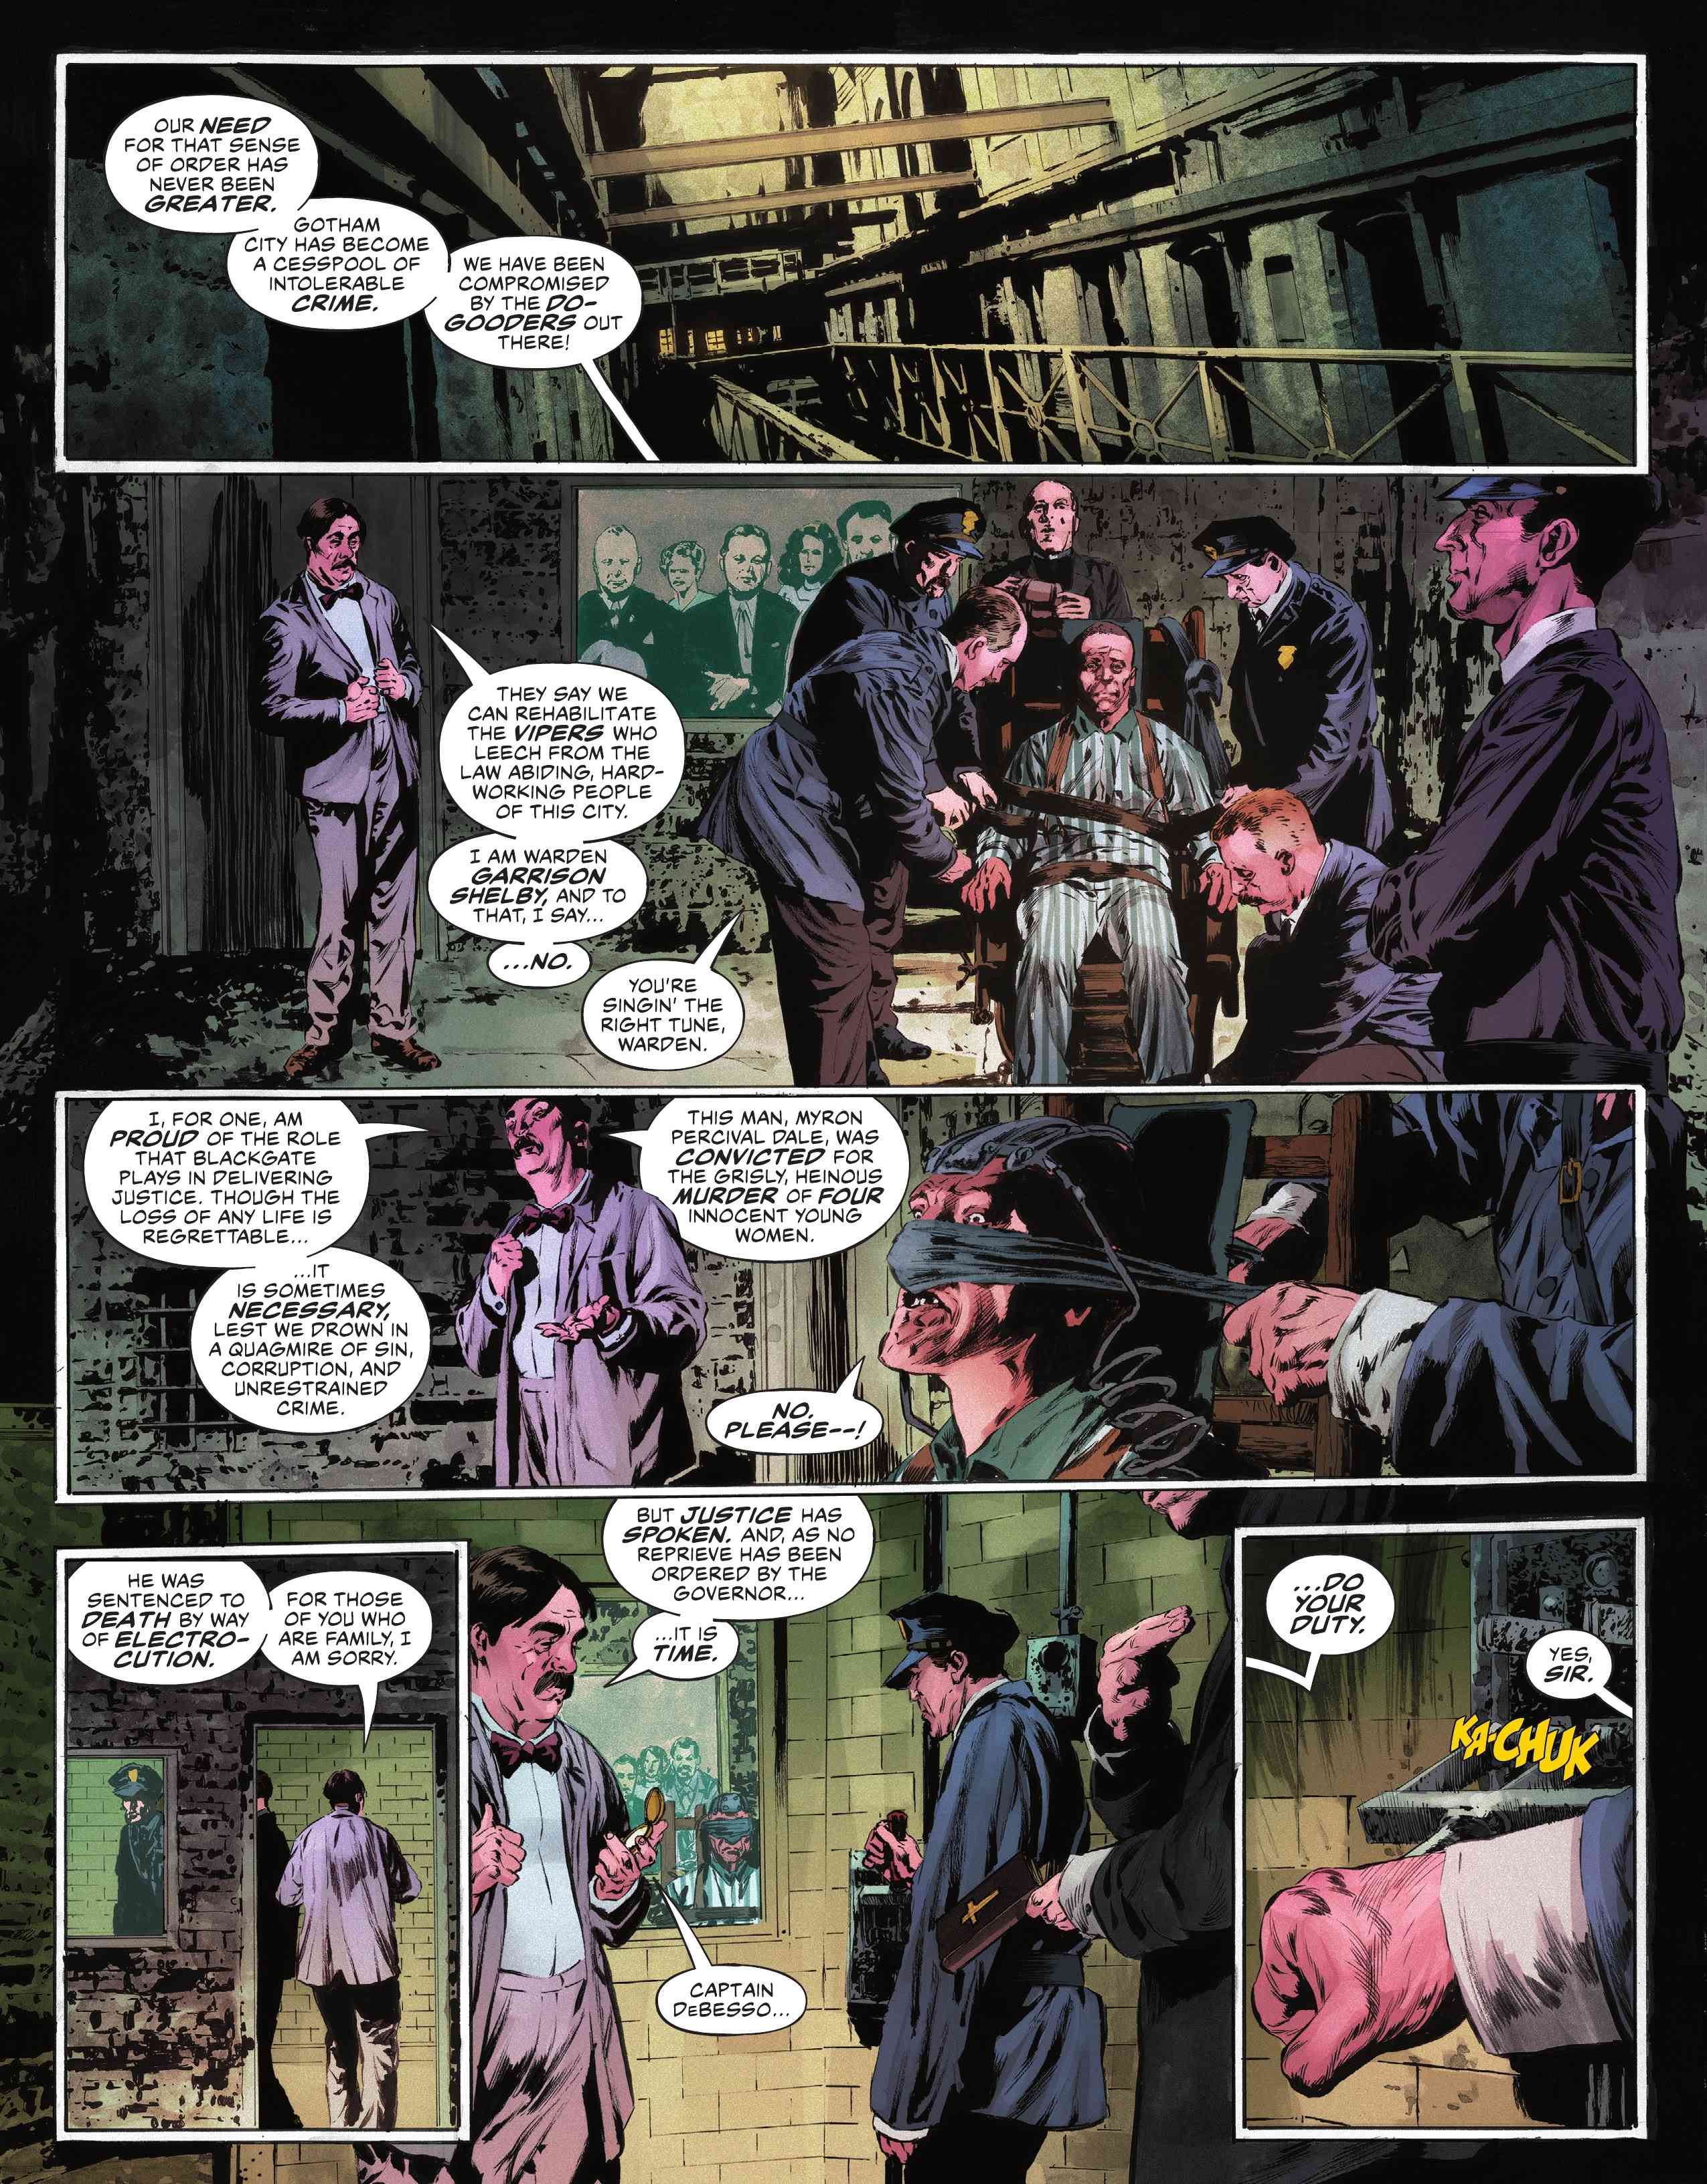 OUR NEED
FOR THAT SENSE
OF ORDER HAS
NEVER BEEN
GREATER.
GOTHAM
CITY HAS BECOME
A CESSPOOL OF
INTOLERABLE
CRIME.
WE HAVE BEEN
COMPROMISED
BY THE DO-
GOODERS OUT
THERE!
THEY SAY WE
CAN REHABILITATE
THE VIPERS WHO
LEECH FROM THE
LAW ABIDING, HARD-
WORKING PEOPLE
OF THIS CITY.
I AM WARDEN
GARRISON
SHELBY, AND TO
THAT, I SAY...
...NO.
YOU'RE
SINGIN' THE
RIGHT TUNE,
WARDEN.
I, FOR ONE, AM
PROUD OF THE ROLE
THAT BLACKGATE
PLAYS IN DELIVERING
JUSTICE. THOUGH THE
LOSS OF ANY LIFE IS
REGRETTABLE...
...IT
IS SOMETIMES
NECESSARY,
LEST WE DROWN IN
A QUAGMIRE OF SIN,
CORRUPTION, AND
UNRESTRAINED
CRIME.
THIS MAN, MYRON
PERCIVAL DALE, WAS
CONVICTED FOR
THE GRISLY, HEINOUS
MURDER OF FOUR
INNOCENT YOUNG
WOMEN.
NO.
PLEASE--!
HE WAS
SENTENCED TO
DEATH BY WAY
OF ELECTRO-
CUTION.
FOR THOSE
OF YOU WHO
ARE FAMILY, I
AM SORRY.
BUT JUSTICE HAS
SPOKEN. AND, AS NO
REPRIEVE HAS BEEN
ORDERED BY THE
GOVERNOR...
...IT IS
TIME.
CAPTAIN
DeBESSO...
...DO
YOUR
DUTY.
YES,
SIR.
KA-CHUK